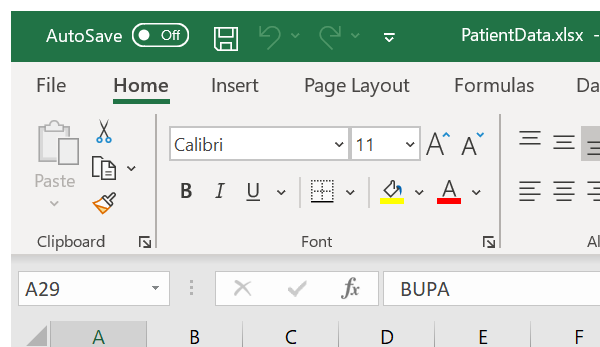 AutoSave Off PatientData.xlsx -
File Home Insert Page Layout Formulas Da
Calibri 11 A A
Paste
B I U A
Clipboard Font Al
A29 fx BUPA
A B C D E F